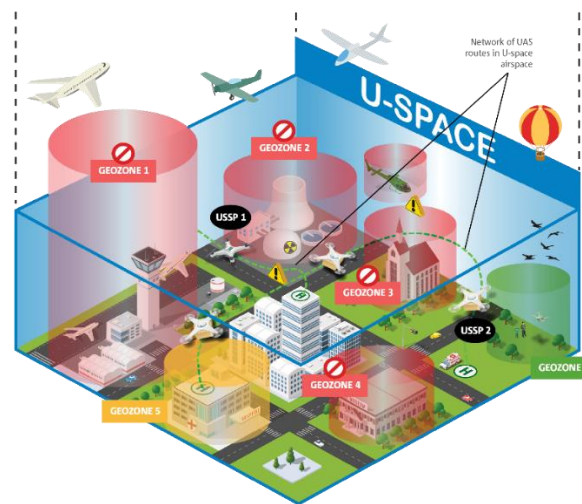 Network of UAS
routes in U-space
airspace
U-SPACE
GEOZONE 1
GEOZONE 2
USSP 1
GEOZONE 3
USSP 2
GEOZONE
GEOZONE 4
GEOZONE 5
H
H
H